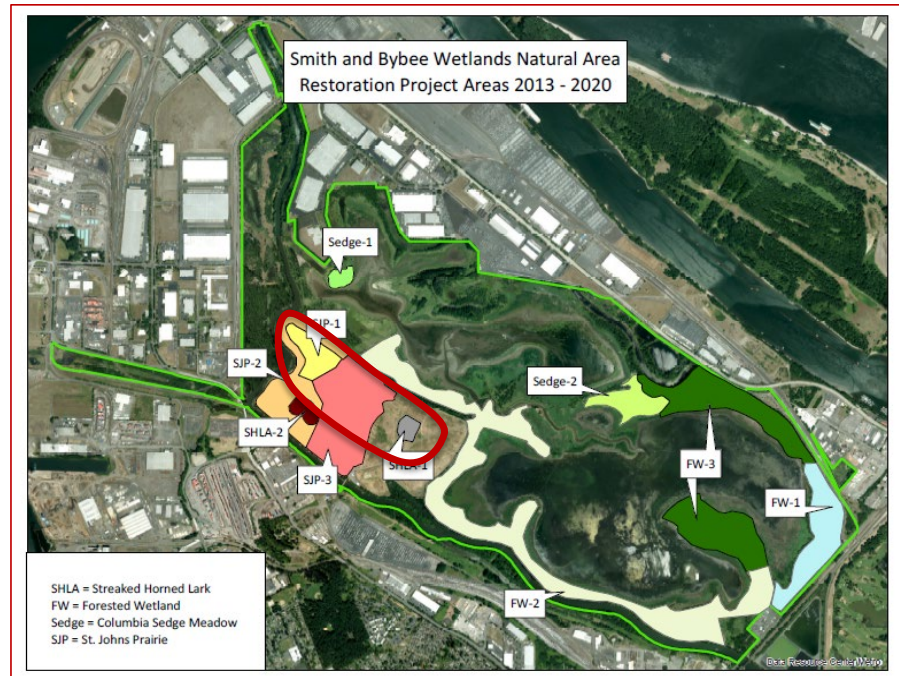 Smith and Bybee Wetlands Natural Area
Restoration Project Areas 2013 - 2020
Sedge-1
SJP-1
SJP-2
Sedge-2
SHLA-2
SHLA-1
FW-3
SJP-3
FW-1
FW-2
SHLA = Streaked Horned Lark
FW = Forested Wetland
Sedge = Columbia Sedge Meadow
SJP = St. Johns Prairie
Data Resource Center/Metro